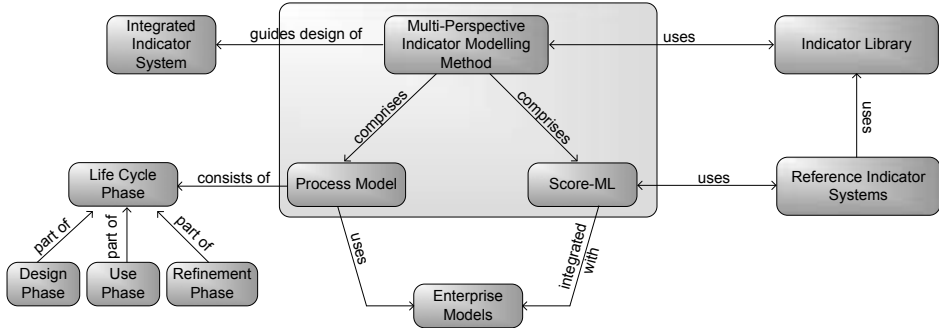 Integrated
Indicator
System
guides design of
Multi-Perspective
Indicator Modelling
Method
uses
Indicator Library
comprises
comprises
uses
Life Cycle
Phase
consists of
Process Model
Score-ML
uses
Reference Indicator
Systems
part of
part of
part of
uses
integrated
with
Design
Phase
Use
Phase
Refinement
Phase
Enterprise
Models